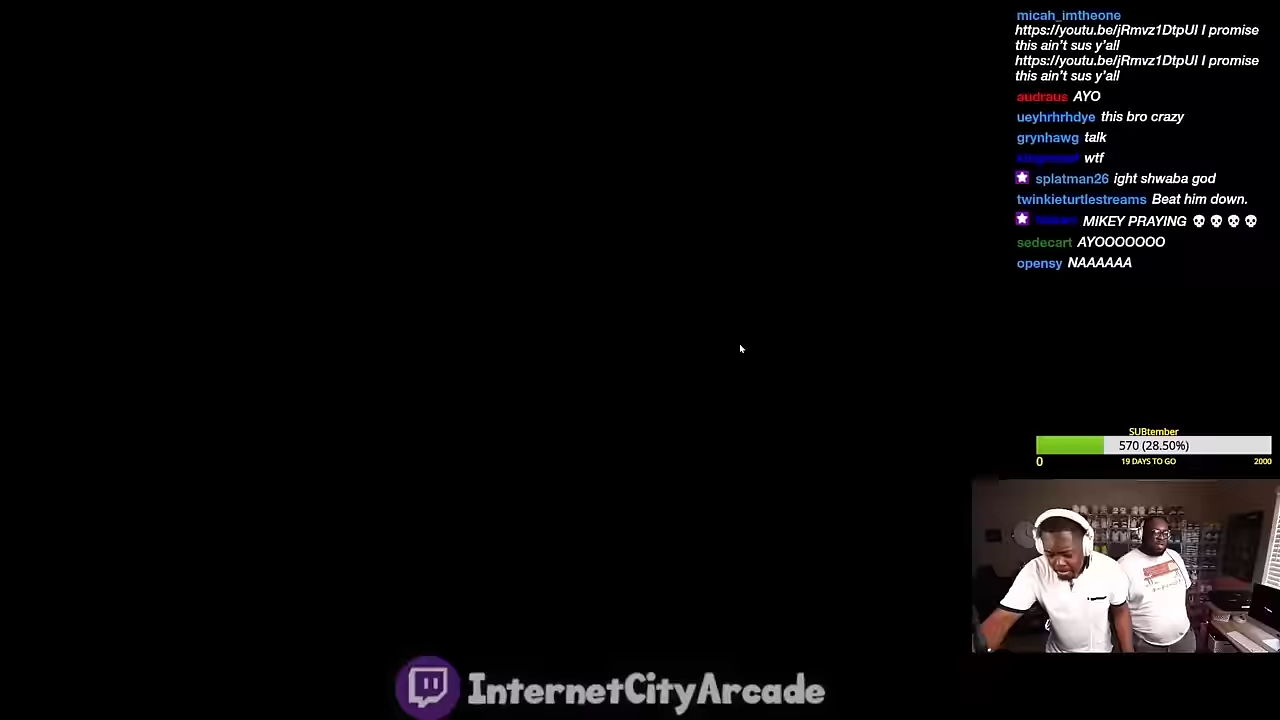 micah_imtheone
https://youtu.be/jRmvz1DtpUI I promise
this ain't sus y'all
https://youtu.be/jRmvz1DtpUI I promise
this ain't sus y'all
audraus AYO
ueyhrhrhdye this bro crazy
grynhawg talk
wtf
splatman26 ight shwaba god
twinkieturtlestreams Beat him down.
MIKEY PRAYING 💀 💀 💀 💀
sedecart AYOOOOOOO
opensy NAAAAAA
SUBtember
570 (28.50%)
0 19 DAYS TO GO 2000
InternetCityArcade